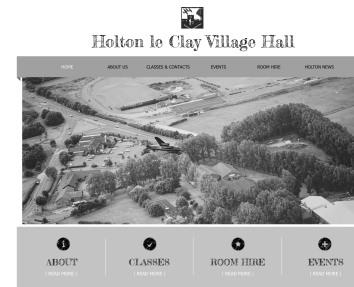 Holton le Clay Village Hall
HOME ABOUT US CLASSES & CONTACTS EVENTS ROOM HIRE HOLTON NEWS
ABOUT CLASSES ROOM HIRE EVENTS
[ READ MORE ] [ READ MORE ] [ READ MORE ] [ READ MORE ]